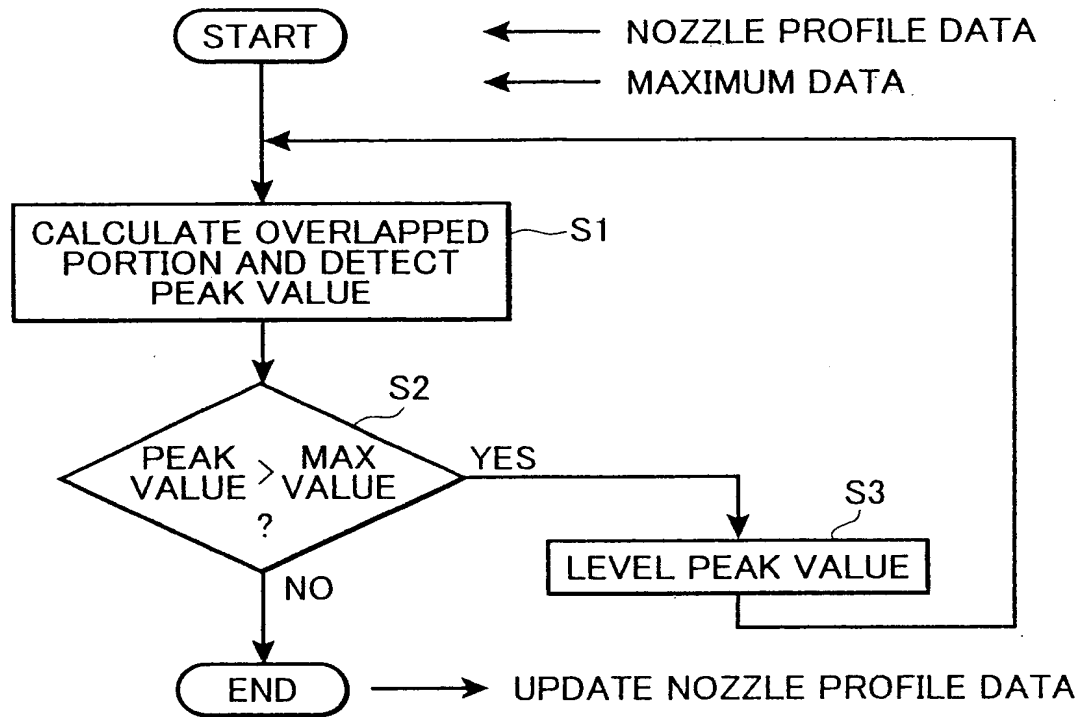 START
NOZZLE PROFILE DATA
MAXIMUM DATA
CALCULATE OVERLAPPED
PORTION AND DETECT
PEAK VALUE
S1
S2
PEAK VALUE > MAX VALUE
?
YES
S3
LEVEL PEAK VALUE
NO
END
UPDATE NOZZLE PROFILE DATA